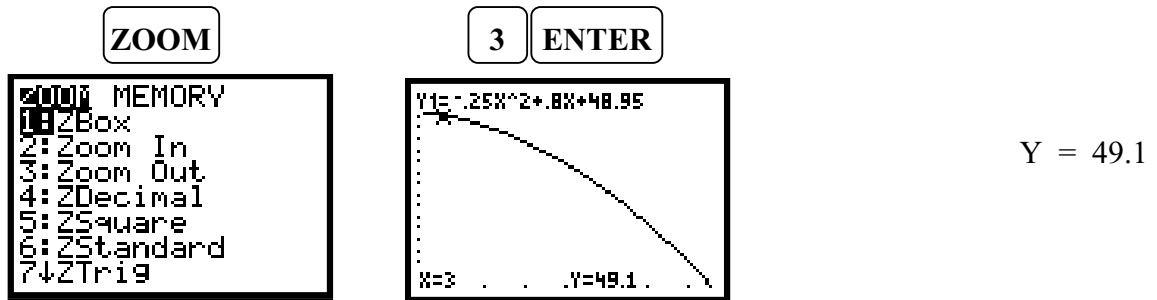 ZOOM
3 ENTER
ZOOM MEMORY
1:ZBox
2:Zoom In
3:Zoom Out
4:ZDecimal
5:ZSquare
6:ZStandard
7↓ZTrig
Y1=-.25X^2+.8X+48.95
X=3 Y=49.1
Y = 49.1